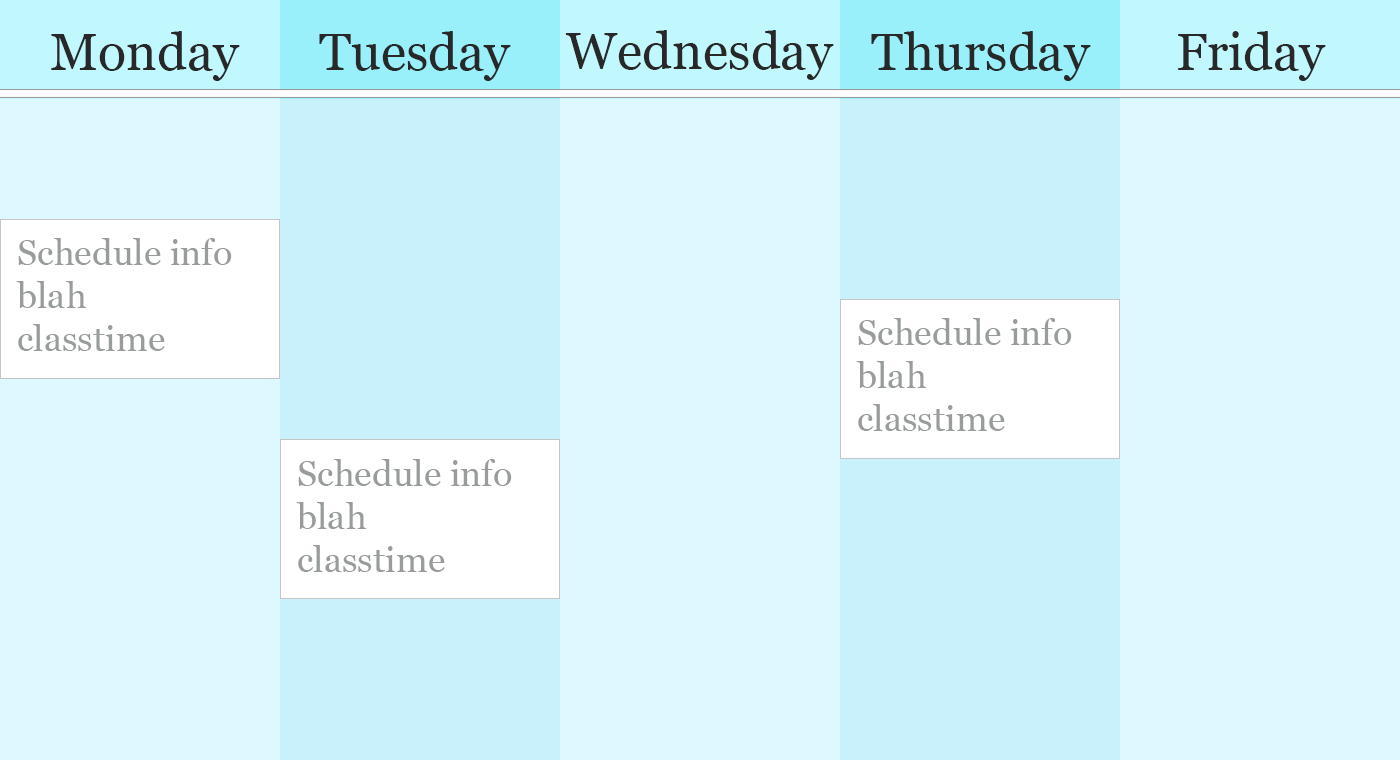 Monday Tuesday Wednesday Thursday Friday
Schedule info
blah
classtime
Schedule info
blah
classtime
Schedule info
blah
classtime